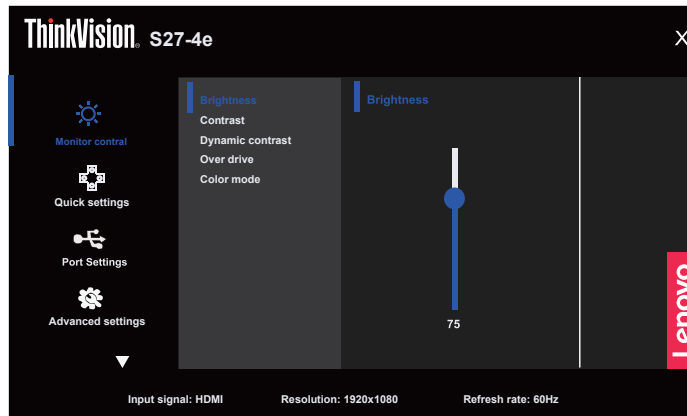 ThinkVision S27-4e
X
Monitor contral
Quick settings
Port Settings
Advanced settings
Brightness
Contrast
Dynamic contrast
Over drive
Color mode
Brightness
75
Lenovo
Input signal: HDMI Resolution: 1920x1080 Refresh rate: 60Hz